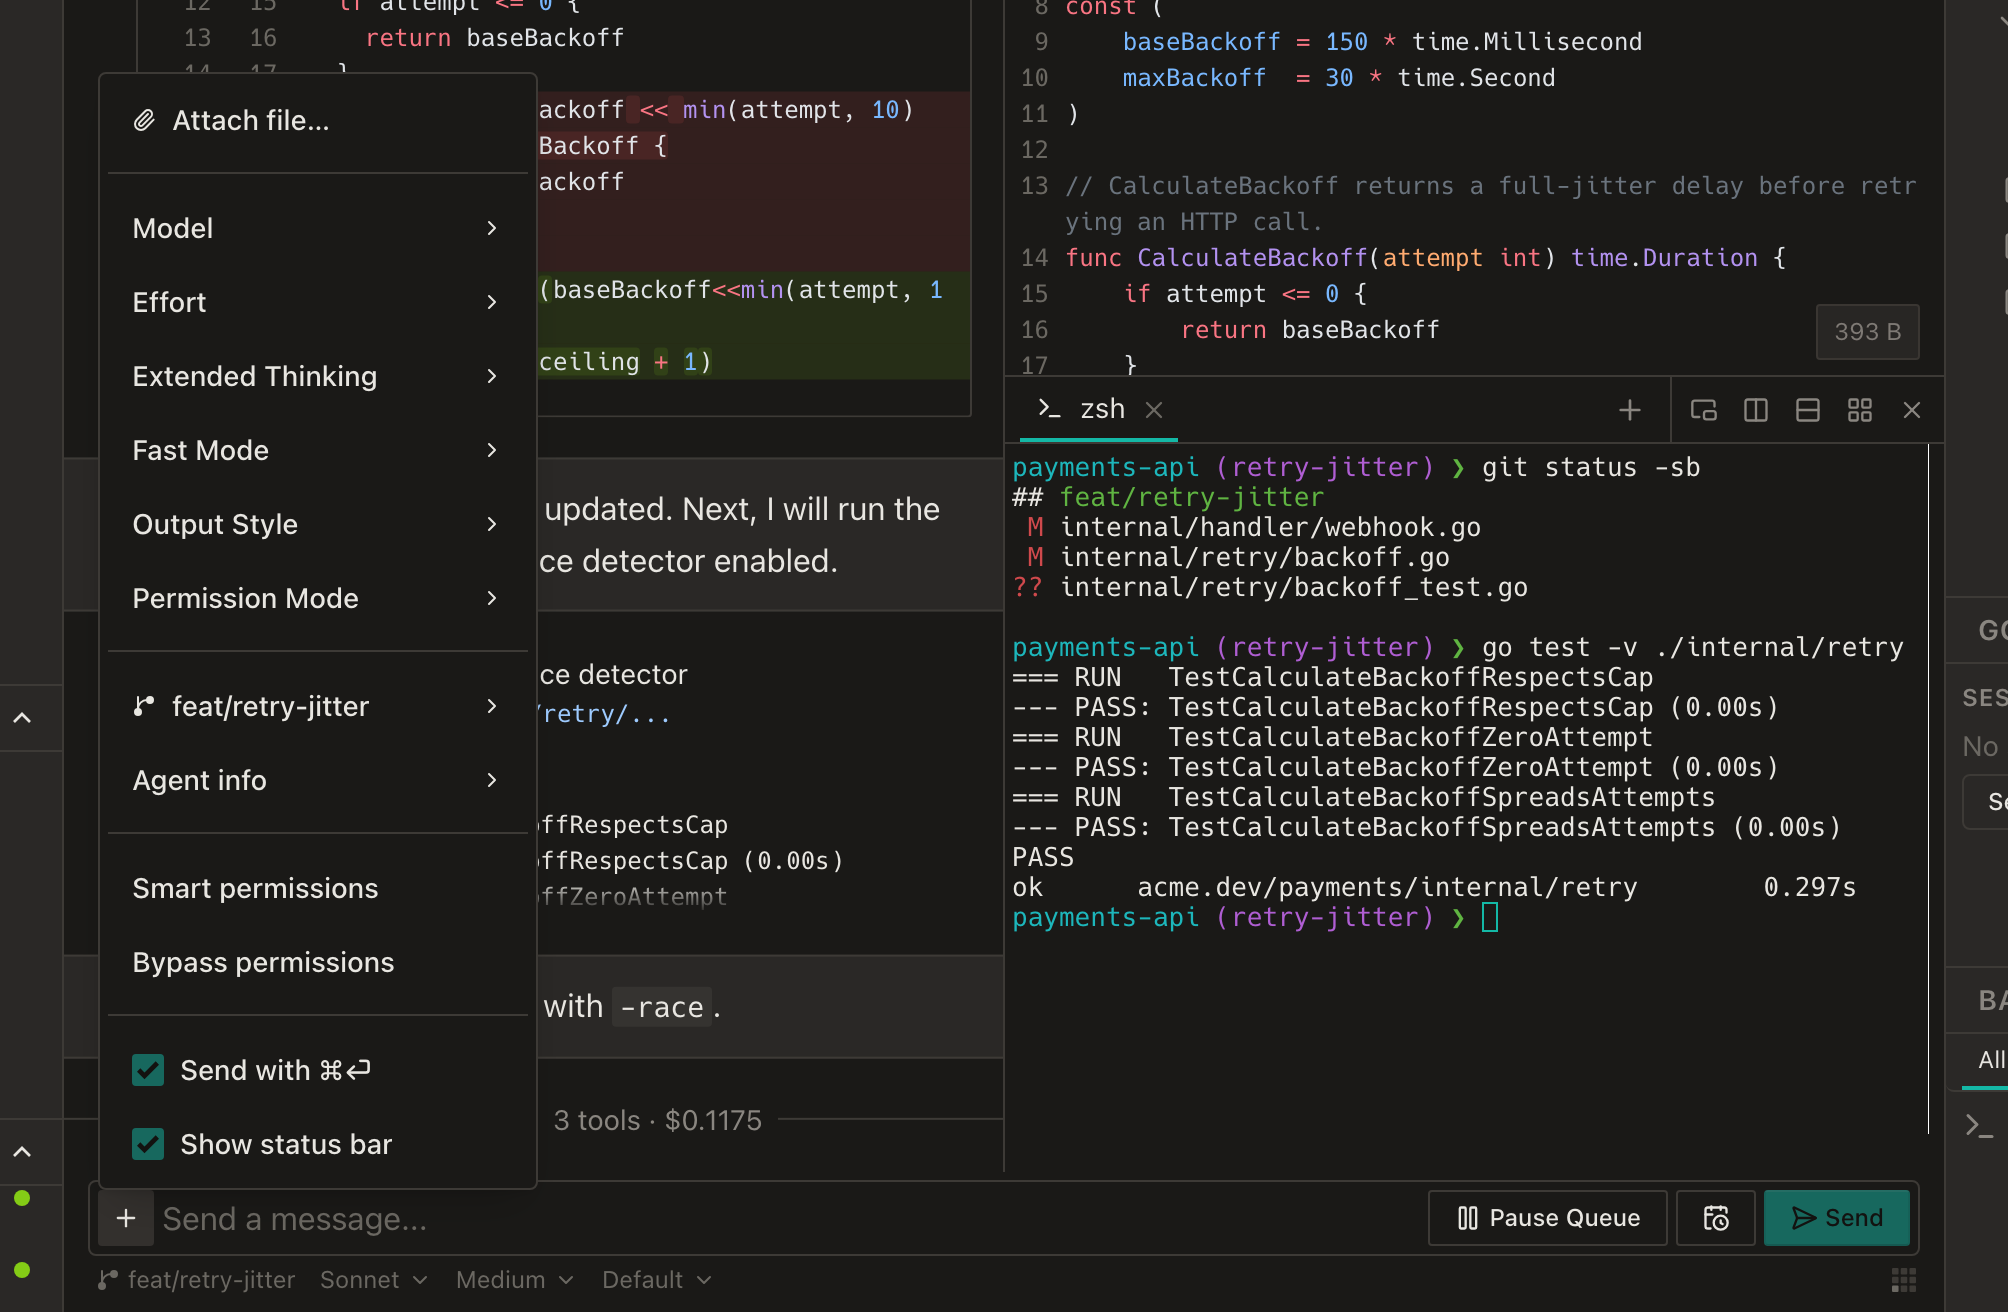 12 15 if attempt <= 0 {
13 16 return baseBackoff
14 17 }
ackoff << min(attempt, 10)
Backoff {
ackoff
(baseBackoff<<min(attempt, 1
ceiling + 1)
updated. Next, I will run the
ce detector enabled.
ce detector
/retry/...
ffRespectsCap
ffRespectsCap (0.00s)
ffZeroAttempt
with -race.
3 tools · $0.1175
Attach file...
Model
Effort
Extended Thinking
Fast Mode
Output Style
Permission Mode
feat/retry-jitter
Agent info
Smart permissions
Bypass permissions
Send with ⌘⏎
Show status bar
8 const (
9 baseBackoff = 150 * time.Millisecond
10 maxBackoff = 30 * time.Second
11 )
12
13 // CalculateBackoff returns a full-jitter delay before retr
ying an HTTP call.
14 func CalculateBackoff(attempt int) time.Duration {
15 if attempt <= 0 {
16 return baseBackoff
17 }
393 B
zsh
payments-api (retry-jitter) ❯ git status -sb
## feat/retry-jitter
M internal/handler/webhook.go
M internal/retry/backoff.go
?? internal/retry/backoff_test.go
payments-api (retry-jitter) ❯ go test -v ./internal/retry
=== RUN TestCalculateBackoffRespectsCap
--- PASS: TestCalculateBackoffRespectsCap (0.00s)
=== RUN TestCalculateBackoffZeroAttempt
--- PASS: TestCalculateBackoffZeroAttempt (0.00s)
=== RUN TestCalculateBackoffSpreadsAttempts
--- PASS: TestCalculateBackoffSpreadsAttempts (0.00s)
PASS
ok acme.dev/payments/internal/retry 0.297s
payments-api (retry-jitter) ❯
Send a message...
Pause Queue
Send
feat/retry-jitter Sonnet Medium Default
GO
SES
No
Se
BA
All